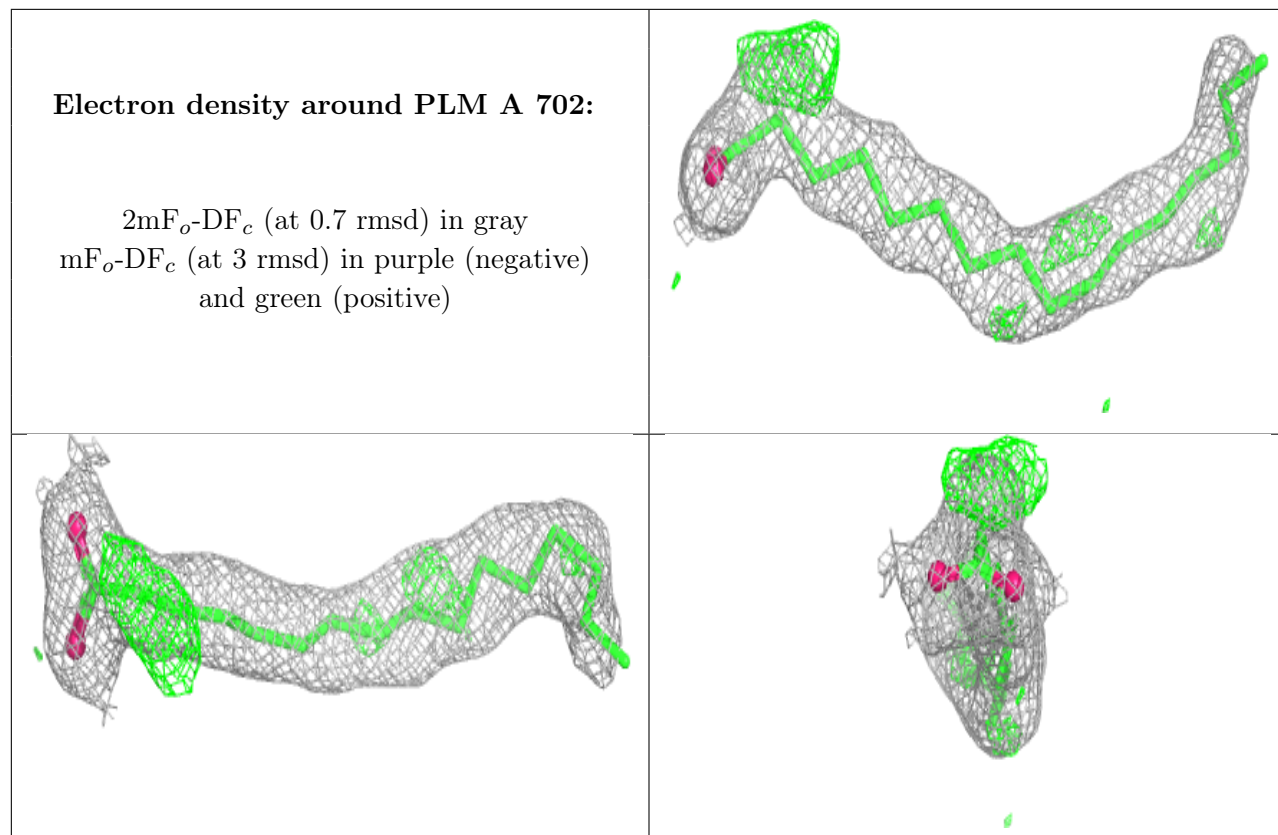 Electron density around PLM A 702:
2mFo-DFc (at 0.7 rmsd) in gray
mFo-DFc (at 3 rmsd) in purple (negative)
and green (positive)